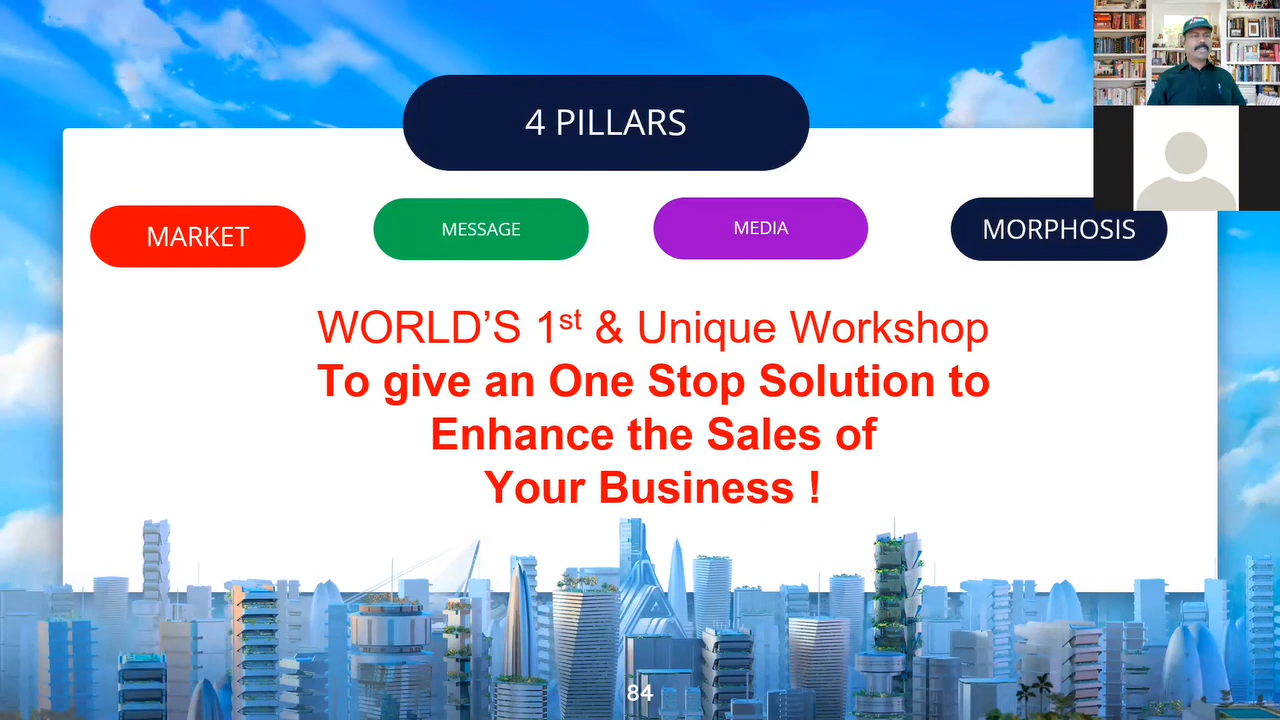 4 PILLARS
MARKET
MESSAGE
MEDIA
MORPHOSIS
WORLD’S 1st & Unique Workshop
To give an One Stop Solution to
Enhance the Sales of
Your Business !
84